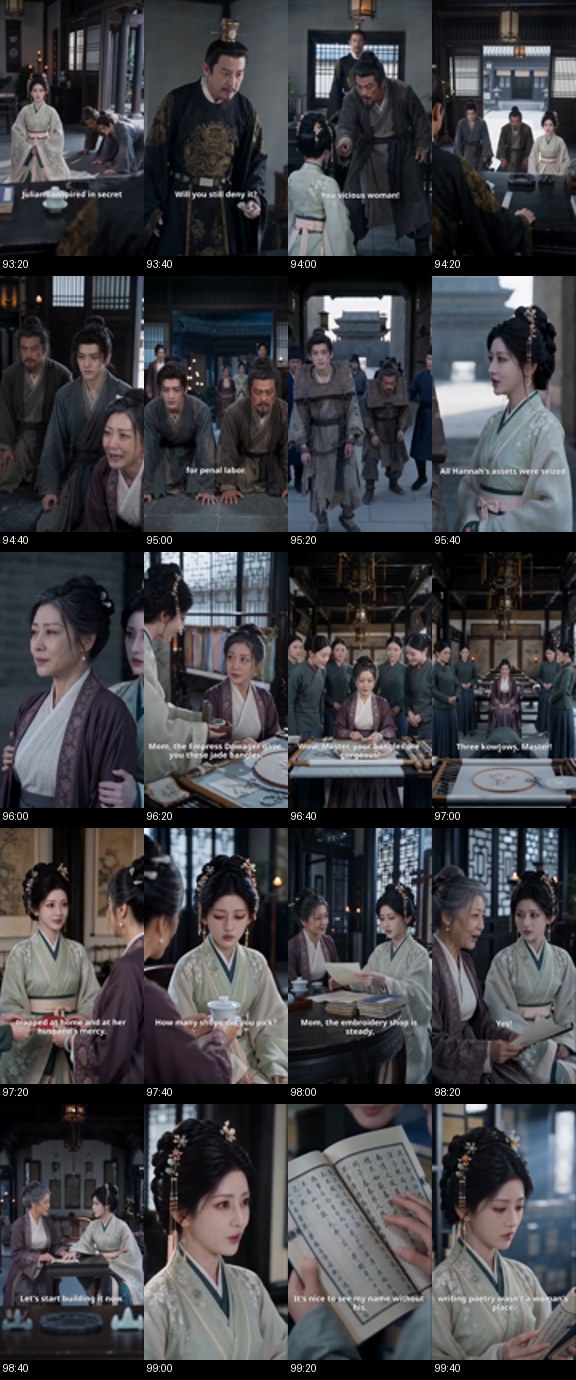 Julian conspired in secret
93:20
Will you still deny it?
93:40
You vicious woman!
94:00
94:20
94:40
for penal labor.
95:00
95:20
All Hannah's assets were seized
95:40
96:00
Mom, the Empress Dowager gave
you these jade bangles.
96:20
Wow! Master, your bangles are
gorgeous!
96:40
Three kowtows, Master!
97:00
trapped at home and at her
husband's mercy.
97:20
How many shops did you pick?
97:40
Mom, the embroidery shop is
steady,
98:00
Yes!
98:20
Let's start building it now.
98:40
99:00
It's nice to see my name without
his.
99:20
writing poetry wasn't a woman's
place.
99:40